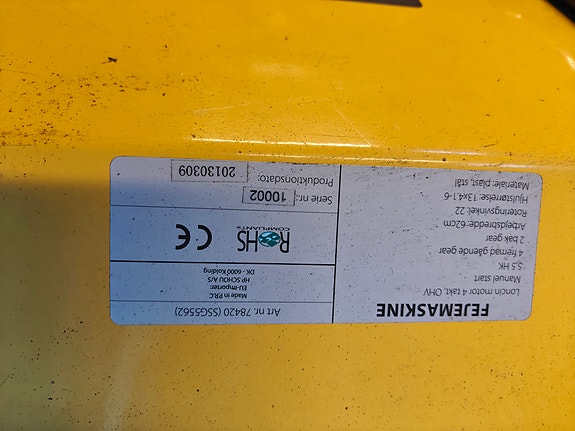 FEJEMASKINE
Loncin motor 4 takt, OHV
Manuel start
5,5 HK
4 fremad gående gear
2 bak gear
Arbejdsbredde: 62cm
Roteringsvinkel: 22
Hjulstørrelse: 13x4.1-6
Materiale: plast, stål
Art nr. 78420 (SSG5562)
Made in P.R.C
EU Importer:
HP SCHOU A/S
DK- 6000 Kolding
RoHS
COMPLIANT
CE
Serie nr.: 10002
Produktionsdato: 20130309